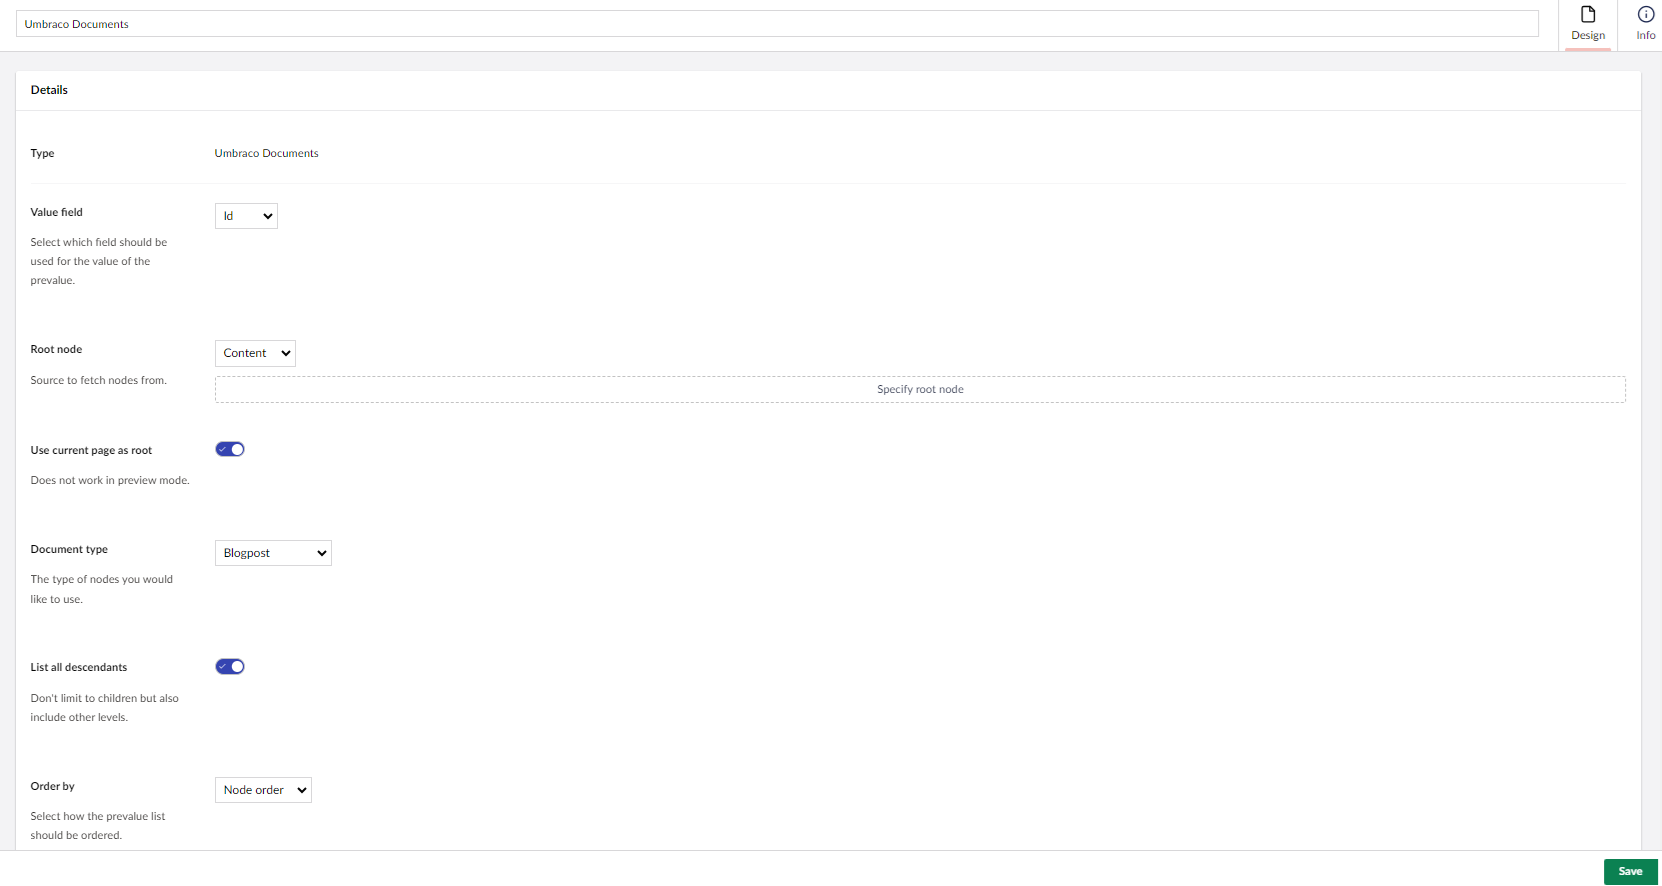 Umbraco Documents
Design
Info
Details
Type
Umbraco Documents
Value field
Id
Select which field should be
used for the value of the
prevalue.
Root node
Content
Source to fetch nodes from.
Specify root node
Use current page as root
Does not work in preview mode.
Document type
Blogpost
The type of nodes you would
like to use.
List all descendants
Don't limit to children but also
include other levels.
Order by
Node order
Select how the prevalue list
should be ordered.
Save